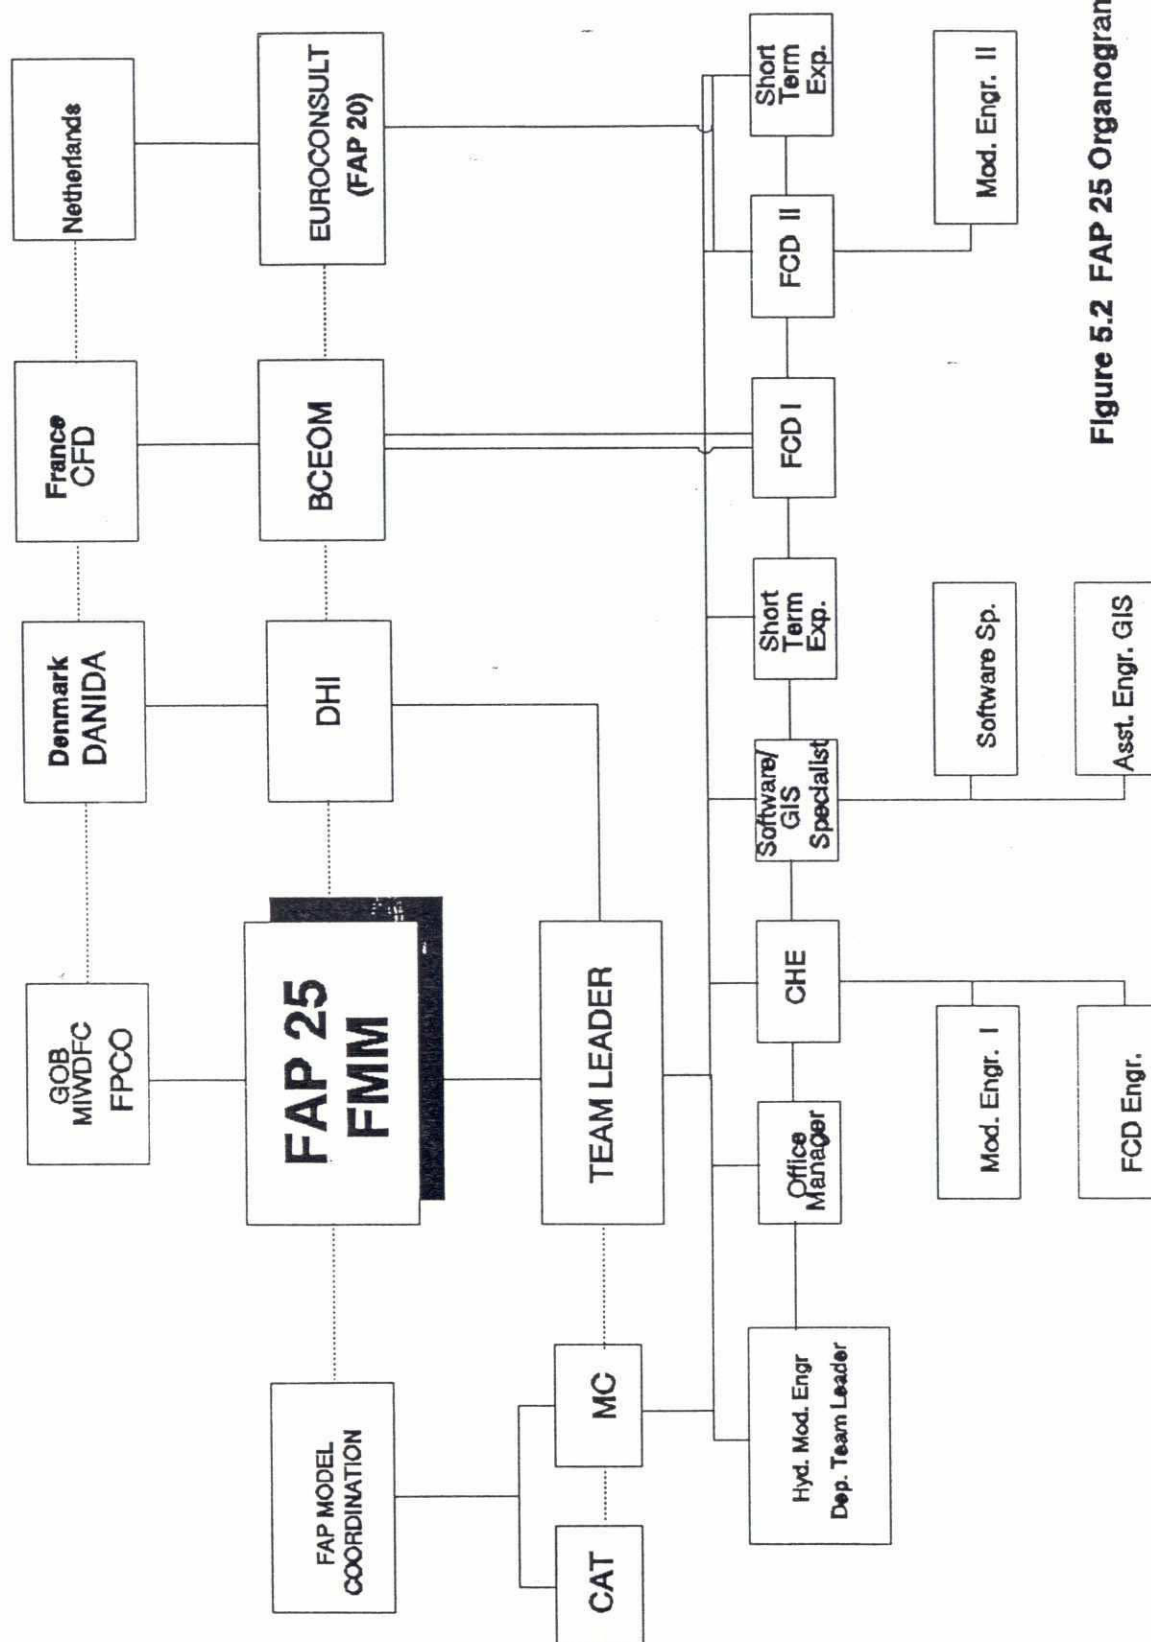 GOB
MIWDFC
FPCO
Denmark
DANIDA
France
CFD
Netherlands
FAP MODEL
COORDINATION
FAP 25
FMM
DHI
BCEOM
EUROCONSULT
(FAP 20)
CAT
MC
TEAM LEADER
Hyd. Mod. Engr
Dep. Team Leader
Office
Manager
CHE
Software/
GIS
Specialist
Short
Term
Exp.
FCD I
FCD II
Short
Term
Exp.
Mod. Engr. I
Software Sp.
Mod. Engr. II
FCD Engr.
Asst. Engr. GIS
Figure 5.2 FAP 25 Organogram